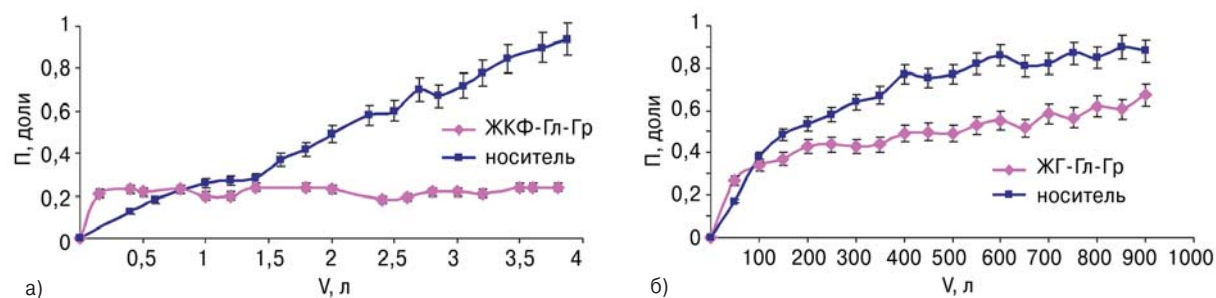 П, доли
1
0,8
0,6
0,4
0,2
0
ЖКФ-Гл-Гр
носитель
0,5 1 1,5 2 2,5 3 3,5 4
V, л
а)
П, доли
1
0,8
0,6
0,4
0,2
0
ЖГ-Гл-Гр
носитель
100 200 300 400 500 600 700 800 900 1000
V, л
б)